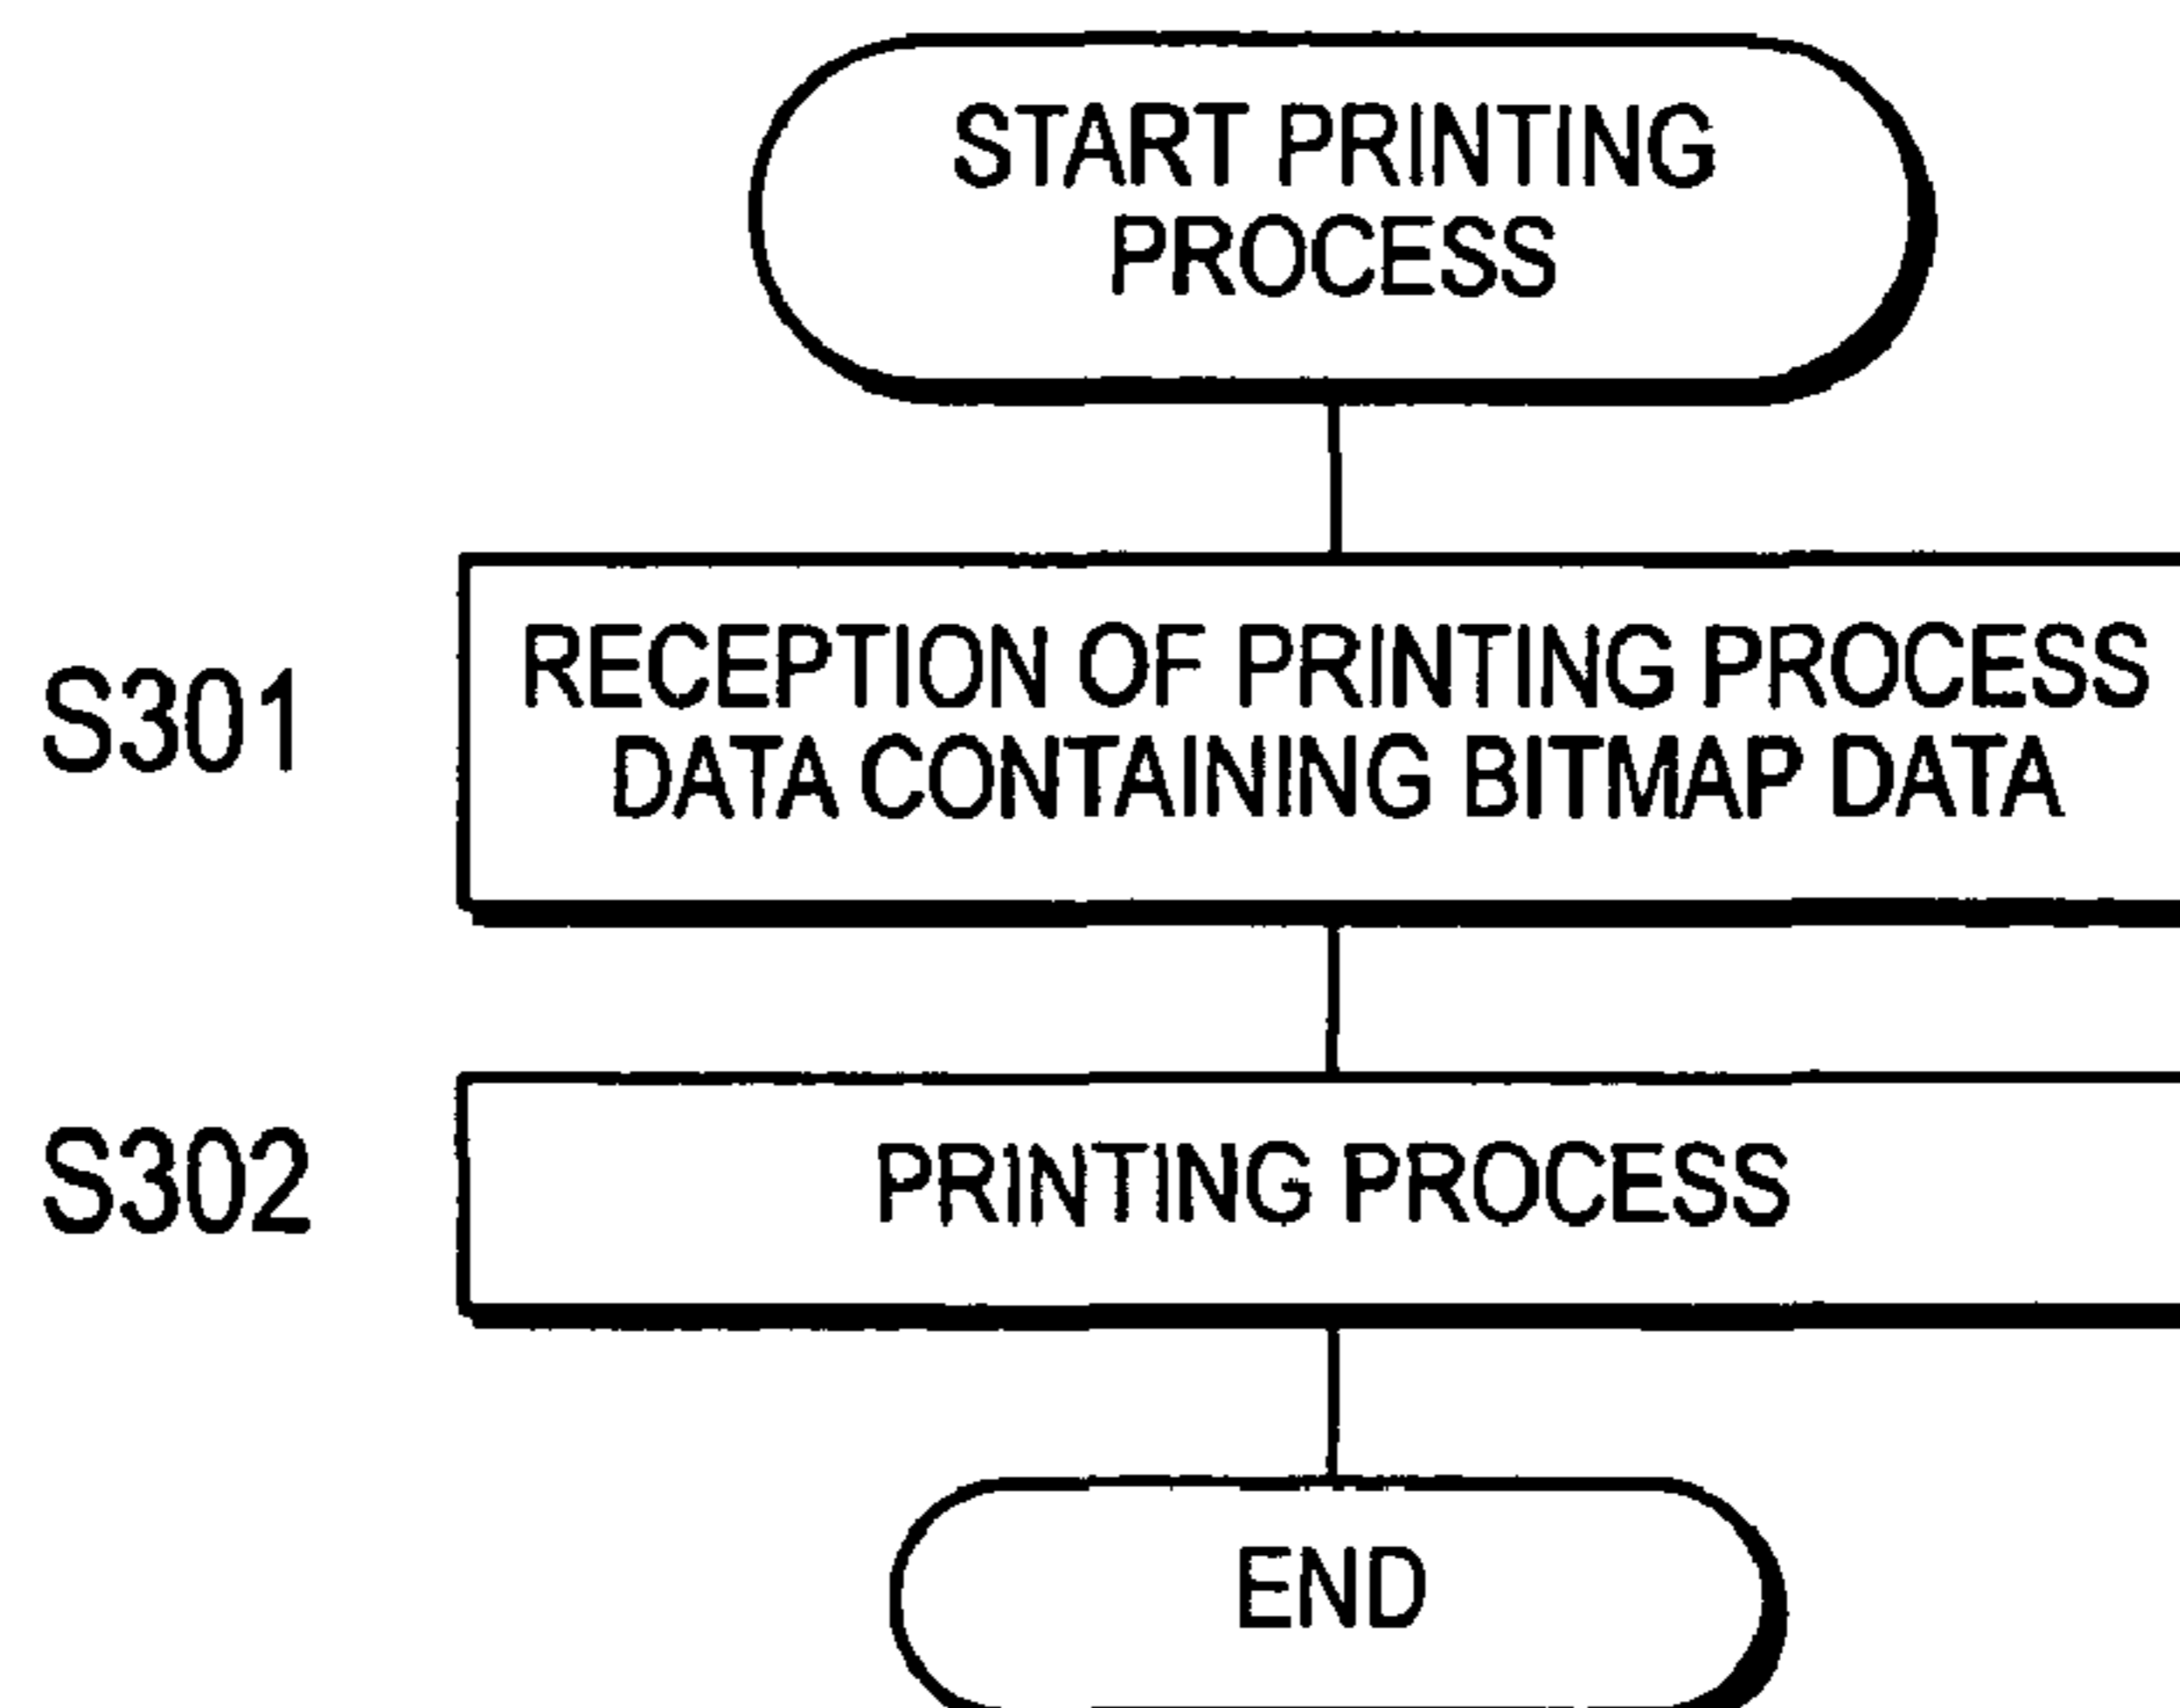 START PRINTING
PROCESS
S301
RECEPTION OF PRINTING PROCESS
DATA CONTAINING BITMAP DATA
S302
PRINTING PROCESS
END